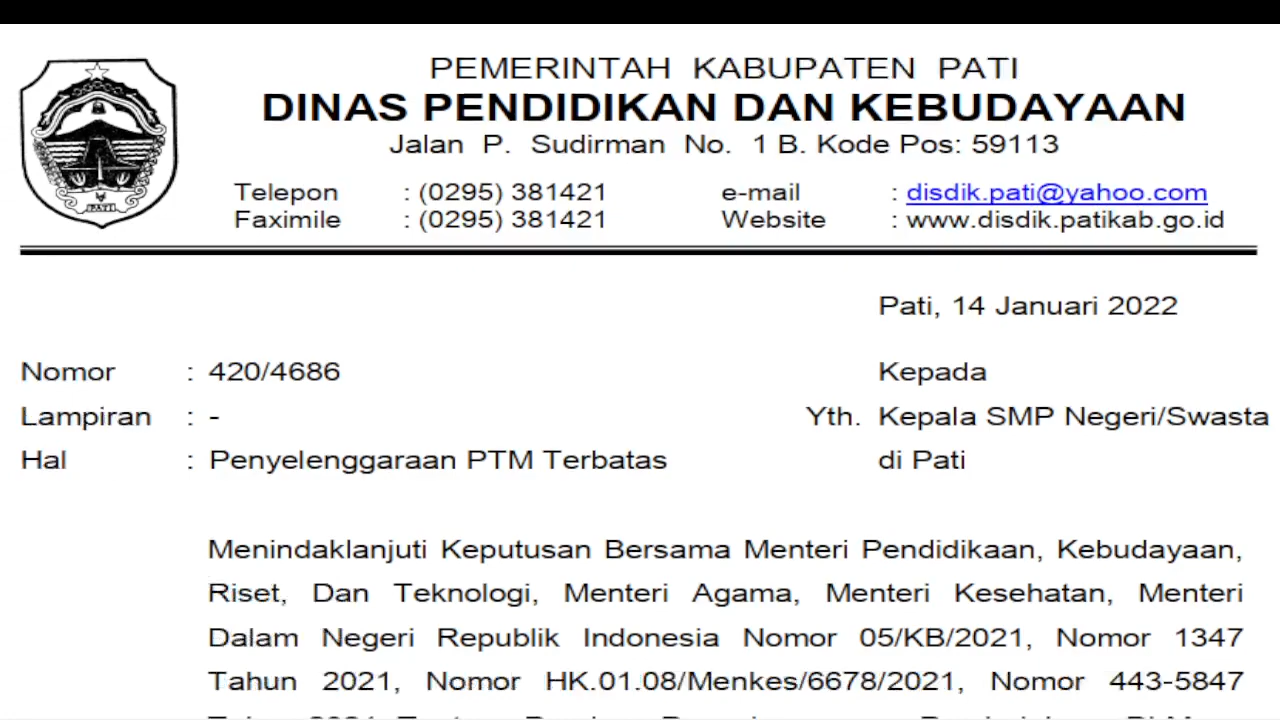 PEMERINTAH KABUPATEN PATI
DINAS PENDIDIKAN DAN KEBUDAYAAN
Jalan P. Sudirman No. 1 B. Kode Pos: 59113
Telepon : (0295) 381421 e-mail : disdik.pati@yahoo.com
Faximile : (0295) 381421 Website : www.disdik.patikab.go.id
PATI
Pati, 14 Januari 2022
Nomor : 420/4686 Kepada
Lampiran : - Yth. Kepala SMP Negeri/Swasta
Hal : Penyelenggaraan PTM Terbatas di Pati
Menindaklanjuti Keputusan Bersama Menteri Pendidikaan, Kebudayaan,
Riset, Dan Teknologi, Menteri Agama, Menteri Kesehatan, Menteri
Dalam Negeri Republik Indonesia Nomor 05/KB/2021, Nomor 1347
Tahun 2021, Nomor HK.01.08/Menkes/6678/2021, Nomor 443-5847